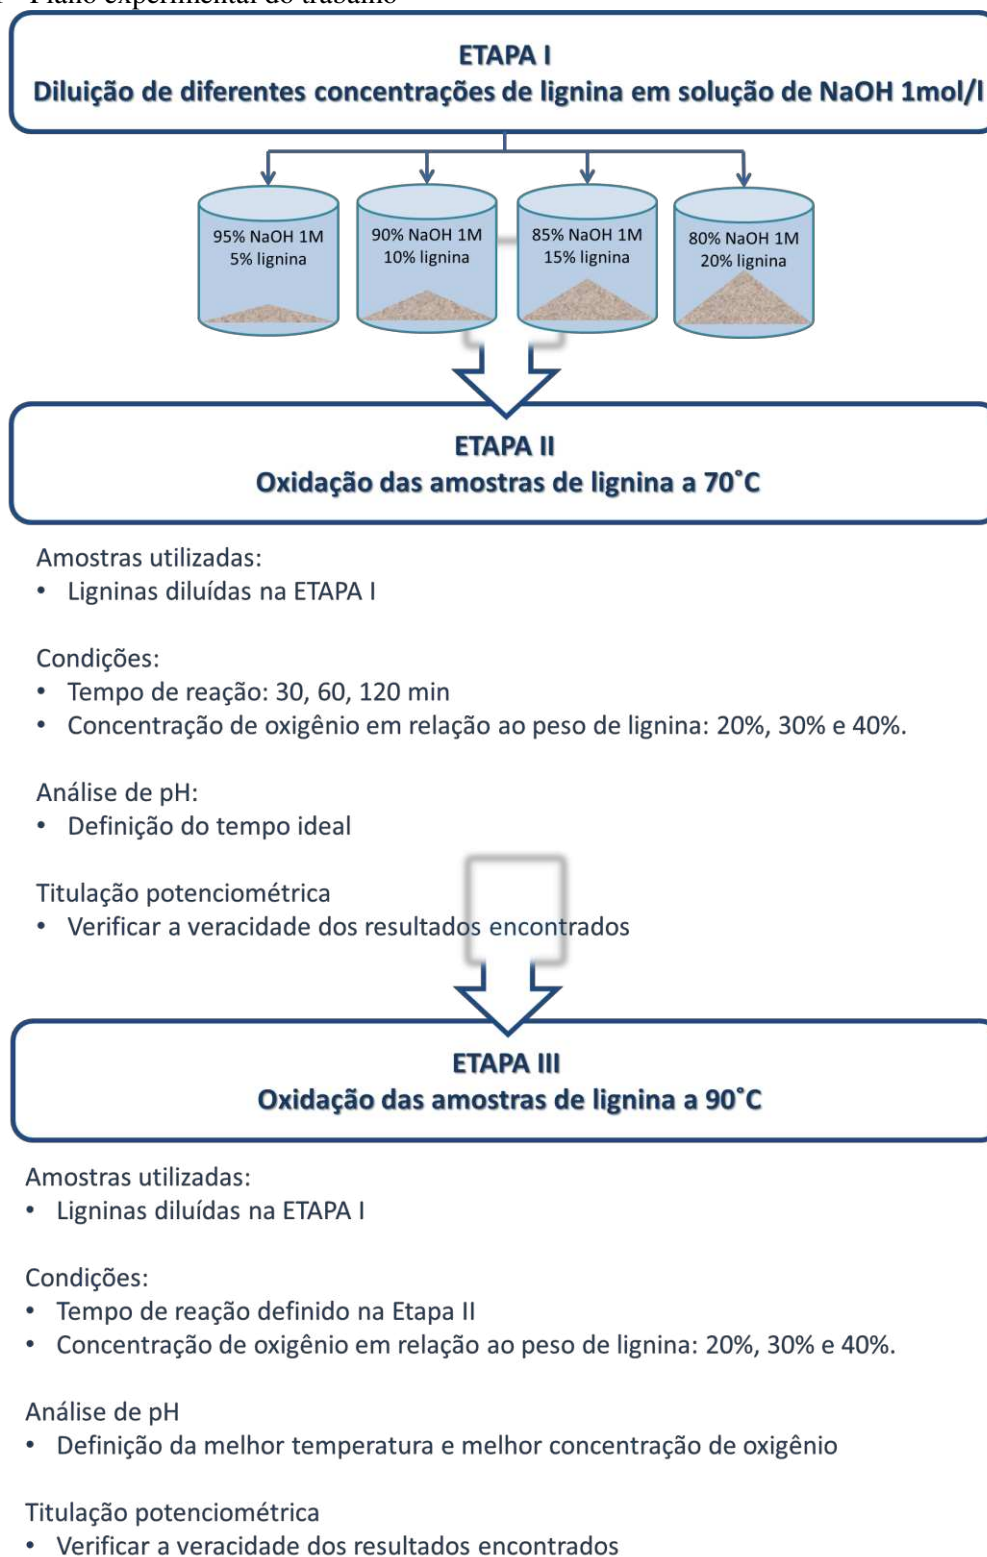 Plano experimental do trabalho
ETAPA I
Diluição de diferentes concentrações de lignina em solução de NaOH 1mol/l
95% NaOH 1M
5% lignina
90% NaOH 1M
10% lignina
85% NaOH 1M
15% lignina
80% NaOH 1M
20% lignina
ETAPA II
Oxidação das amostras de lignina a 70˚C
Amostras utilizadas:
• Ligninas diluídas na ETAPA I
Condições:
• Tempo de reação: 30, 60, 120 min
• Concentração de oxigênio em relação ao peso de lignina: 20%, 30% e 40%.
Análise de pH:
• Definição do tempo ideal
Titulação potenciométrica
• Verificar a veracidade dos resultados encontrados
ETAPA III
Oxidação das amostras de lignina a 90˚C
Amostras utilizadas:
• Ligninas diluídas na ETAPA I
Condições:
• Tempo de reação definido na Etapa II
• Concentração de oxigênio em relação ao peso de lignina: 20%, 30% e 40%.
Análise de pH
• Definição da melhor temperatura e melhor concentração de oxigênio
Titulação potenciométrica
• Verificar a veracidade dos resultados encontrados